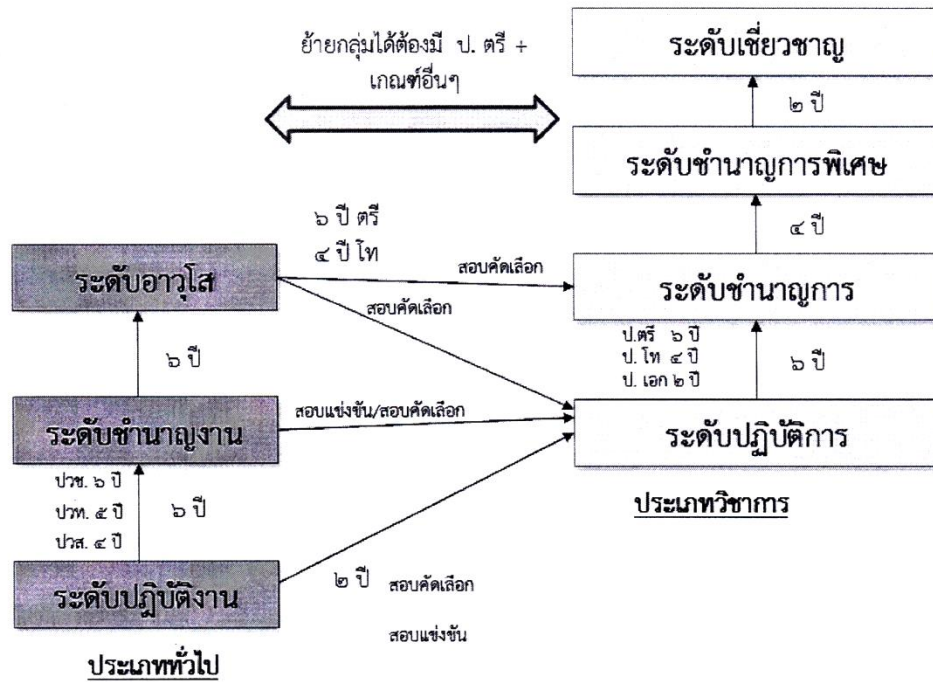 ย้ายกลุ่มได้ต้องมี ป. ตรี +
เกณฑ์อื่นๆ
ระดับเชี่ยวชาญ
๒ ปี
ระดับชำนาญการพิเศษ
๔ ปี
๖ ปี ตรี
๔ ปี โท
ระดับอาวุโส
สอบคัดเลือก
สอบคัดเลือก
ระดับชำนาญการ
๖ ปี
ป.ตรี ๖ ปี
ป. โท ๔ ปี
ป. เอก ๒ ปี
๖ ปี
ระดับชำนาญงาน
สอบแข่งขัน/สอบคัดเลือก
ระดับปฏิบัติการ
ปวช. ๖ ปี
ปวท. ๕ ปี
ปวส. ๔ ปี
๖ ปี
ประเภทวิชาการ
ระดับปฏิบัติงาน
๒ ปี
สอบคัดเลือก
สอบแข่งขัน
ประเภททั่วไป